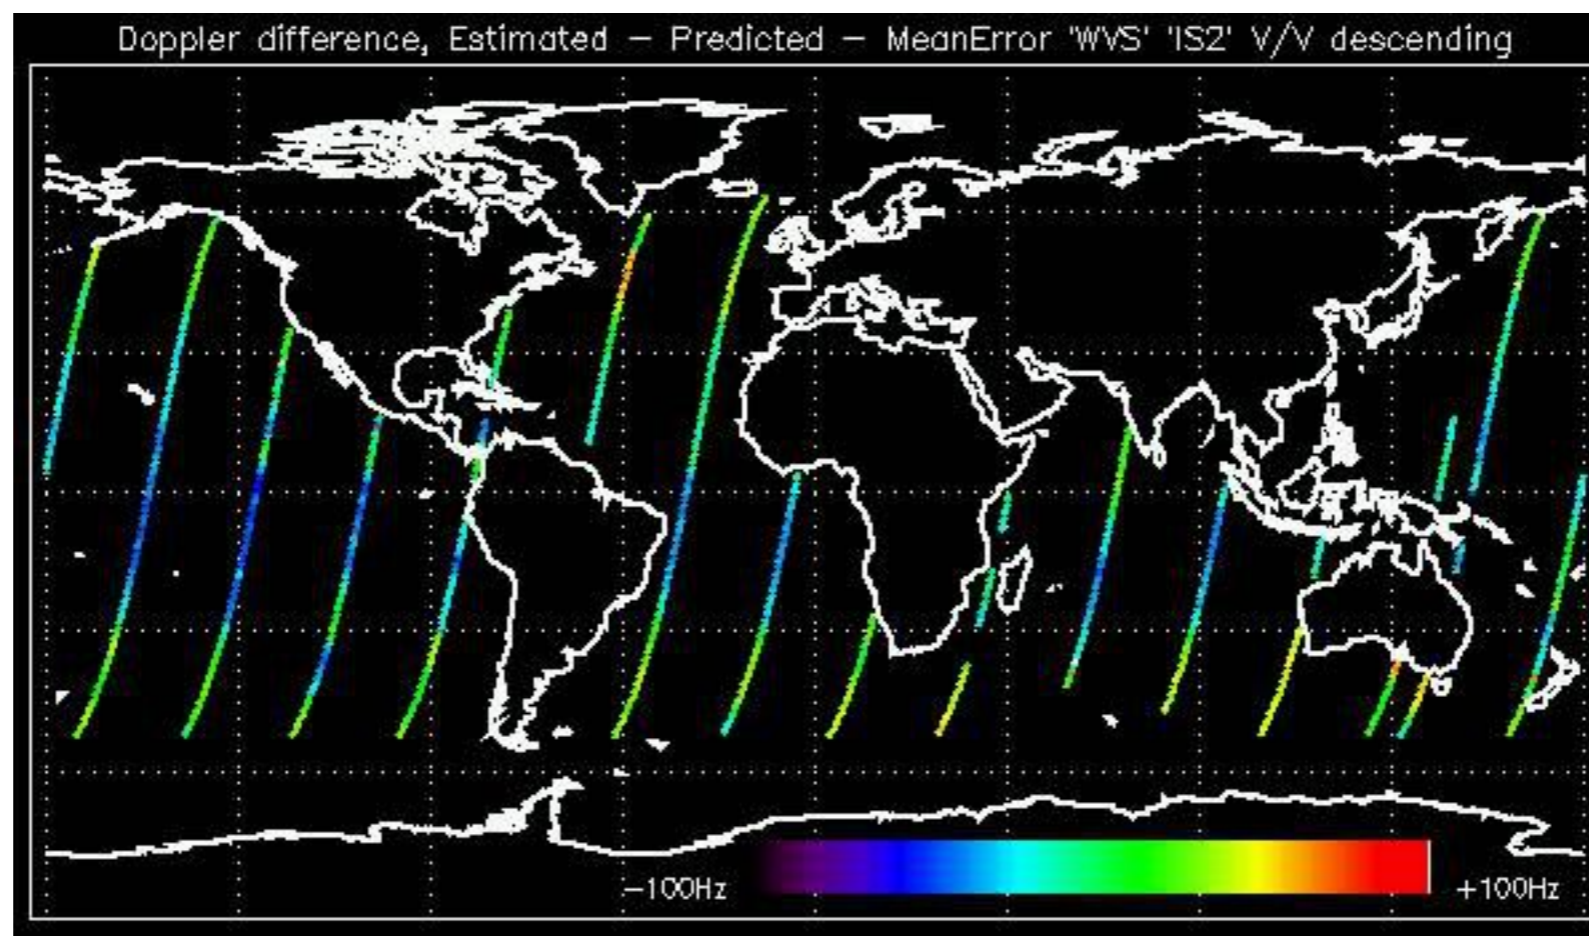 Doppler difference, Estimated - Predicted - MeanError 'WVS' 'IS2' V/V descending
-100Hz +100Hz